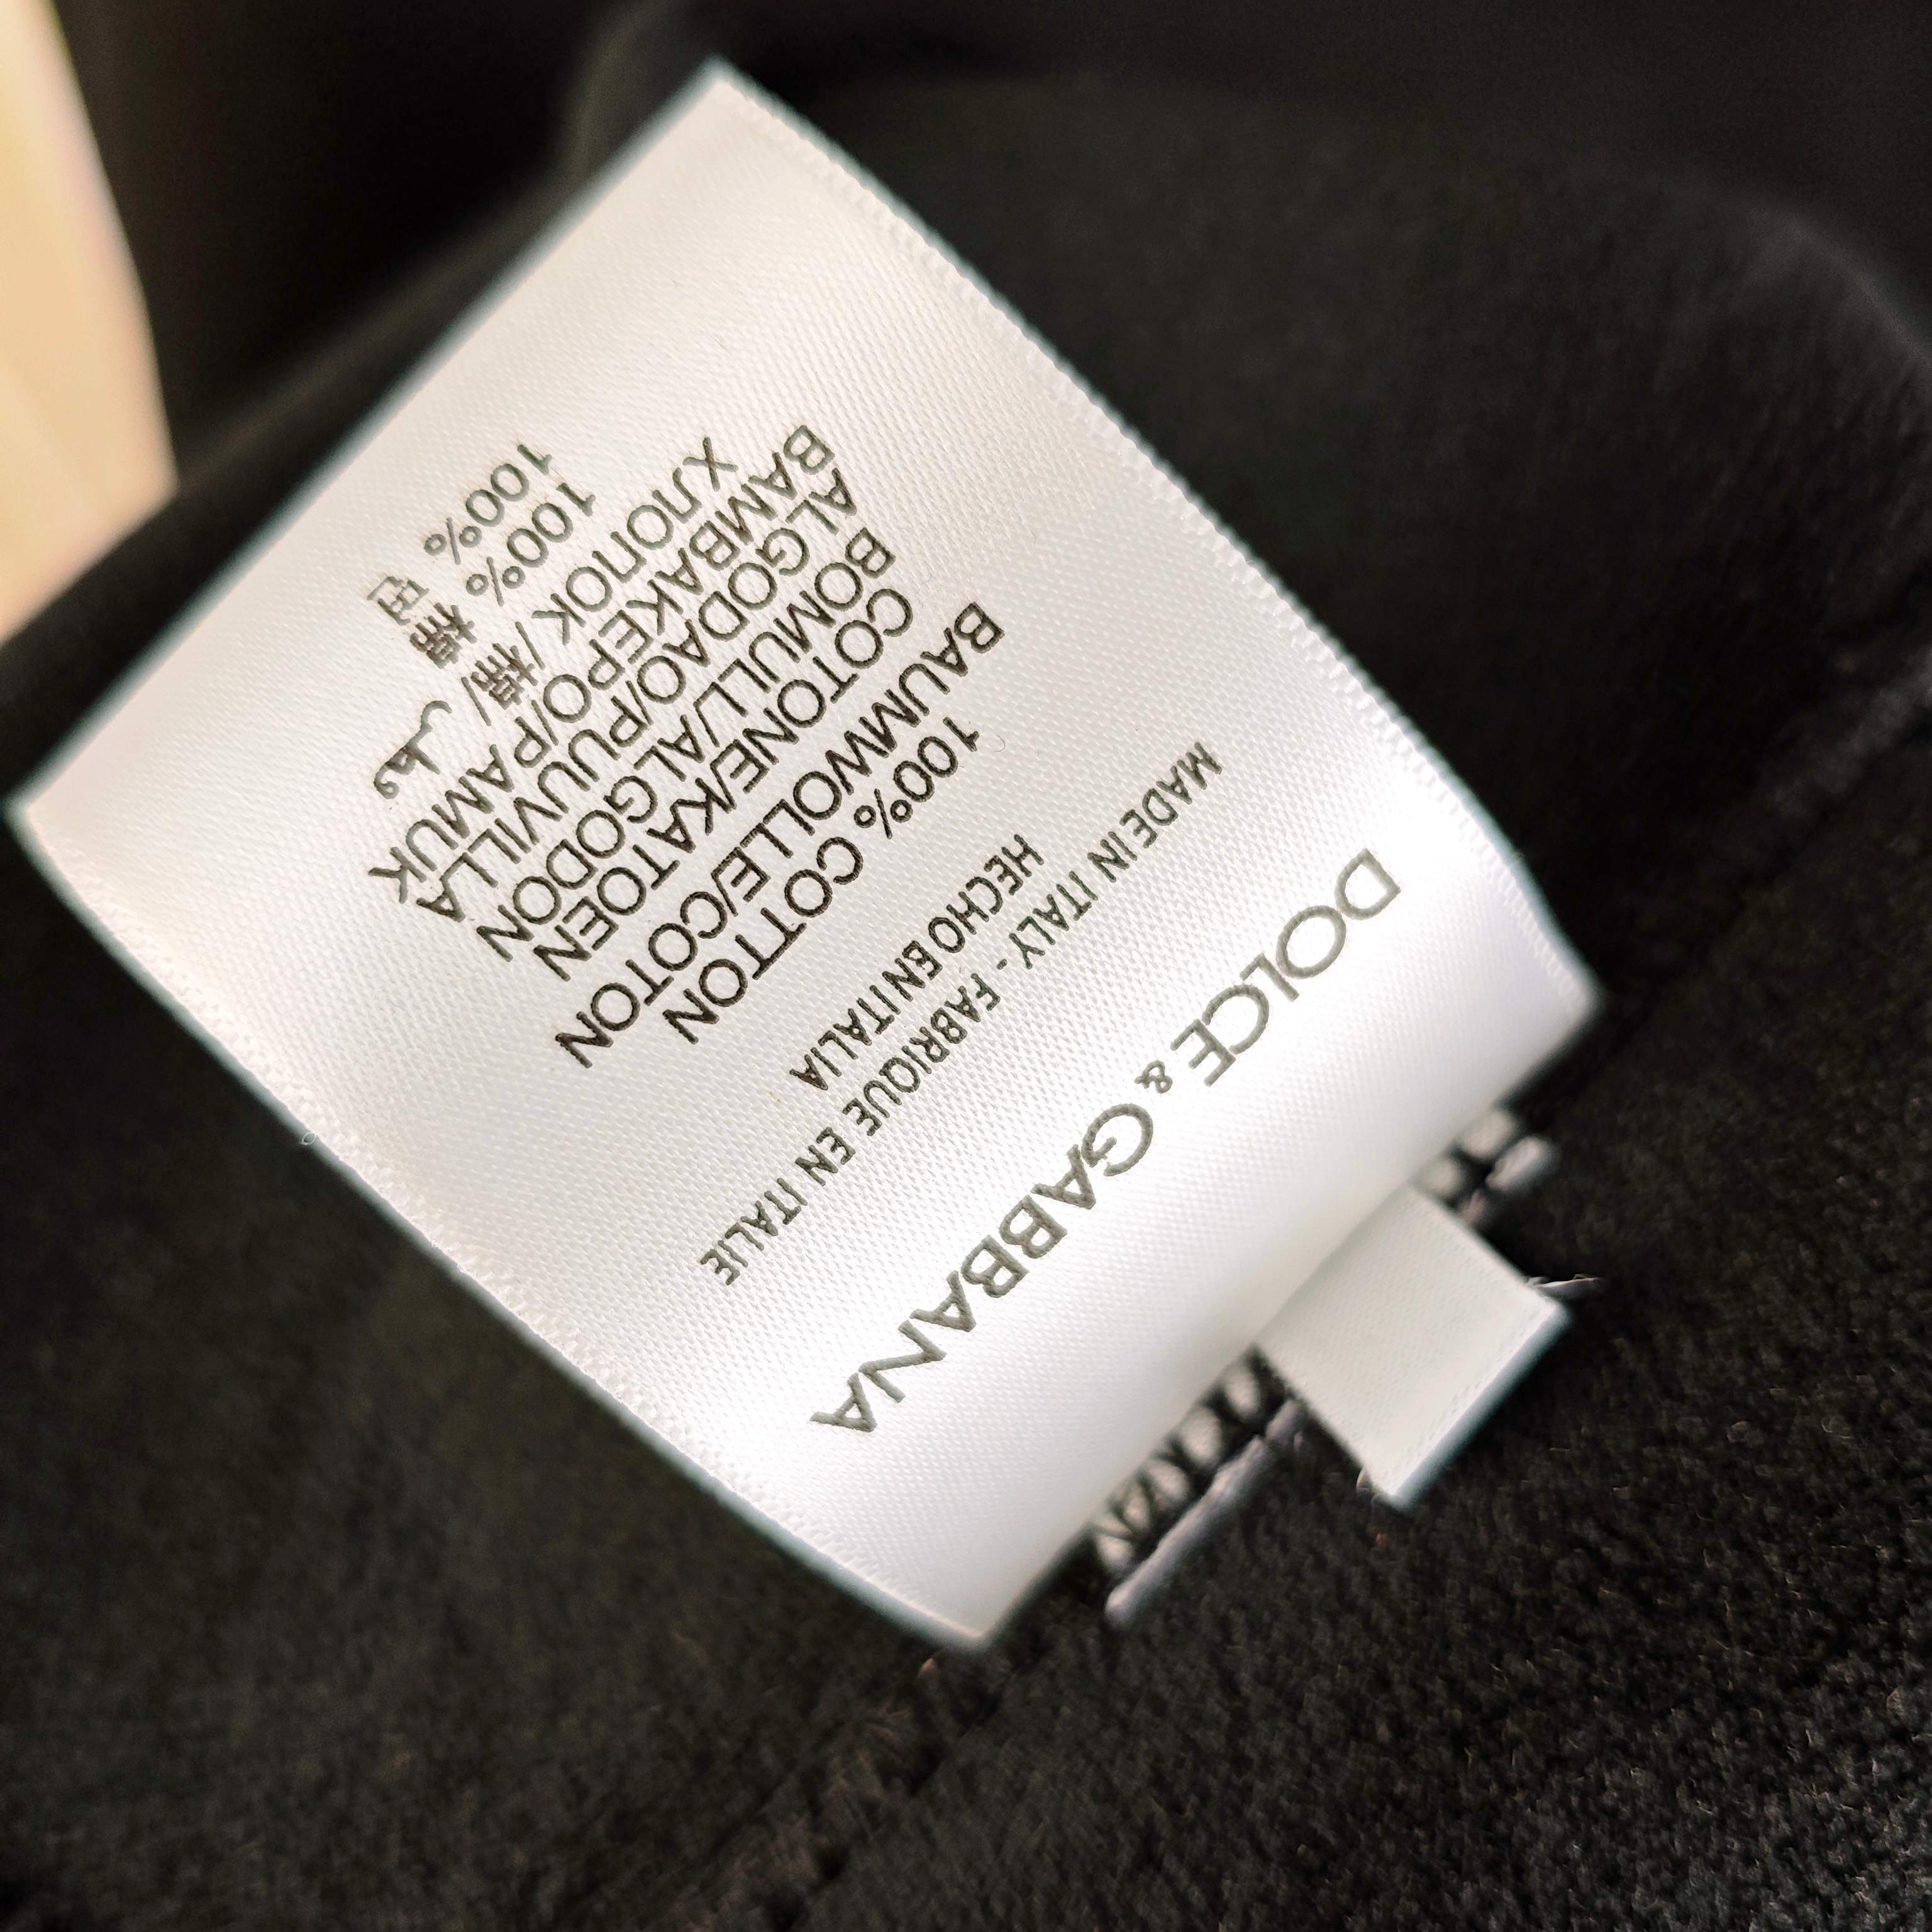 DOLCE & GABBANA
MADE IN ITALY - FABRIQUE EN ITALIE
HECHO EN ITALIA
100% COTTON
BAUMWOLLE/COTON
COTONE/KATOEN
BOMULL/ALGODON
ALGODAO/PUUVILLA
BAMBAKEPO/PAMUK
ХЛОПОК / 棉/ قطن
100% 棉
100% 면